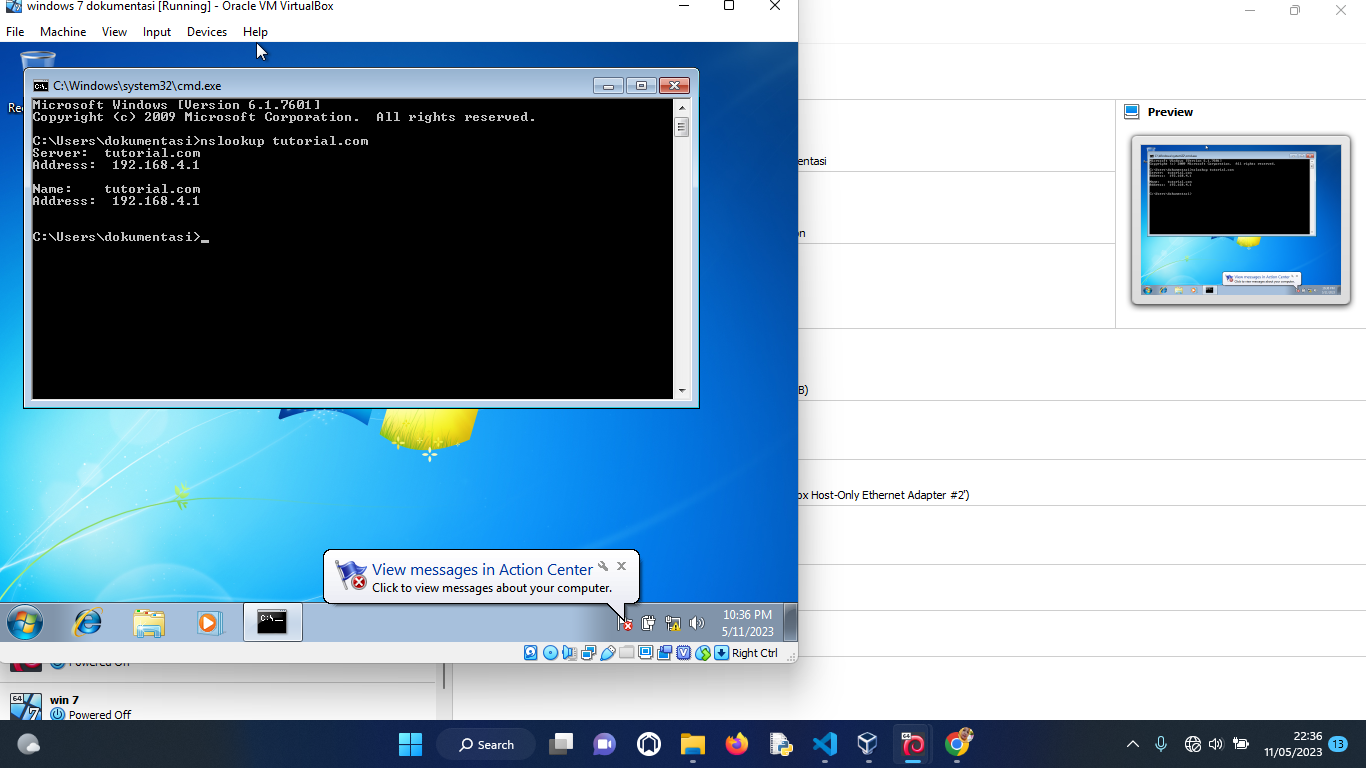 windows 7 dokumentasi [Running] - Oracle VM VirtualBox
File Machine View Input Devices Help
C:\Windows\system32\cmd.exe
Microsoft Windows [Version 6.1.7601]
Copyright (c) 2009 Microsoft Corporation.  All rights reserved.
C:\Users\dokumentasi>nslookup tutorial.com
Server:  tutorial.com
Address:  192.168.4.1
Name:    tutorial.com
Address:  192.168.4.1
C:\Users\dokumentasi>_
View messages in Action Center
Click to view messages about your computer.
10:36 PM
5/11/2023
Right Ctrl
Preview
entasi
on
B)
ox Host-Only Ethernet Adapter #2')
Powered Off
64
win 7
Powered Off
Search
22:36
11/05/2023
13